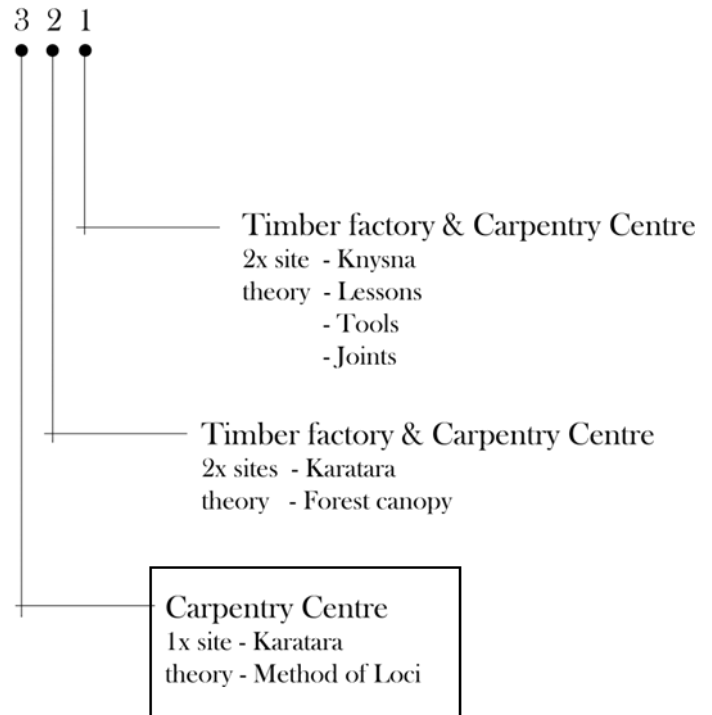 3 2 1
Timber factory & Carpentry Centre
2x site - Knysna
theory - Lessons
- Tools
- Joints
Timber factory & Carpentry Centre
2x sites - Karatara
theory - Forest canopy
Carpentry Centre
1x site - Karatara
theory - Method of Loci